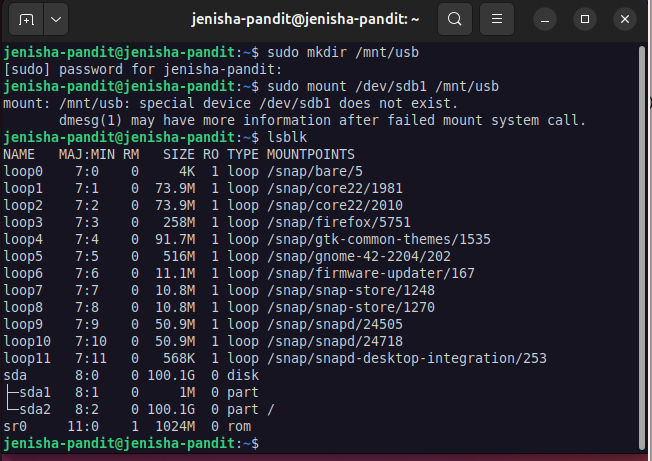 jenisha-pandit@jenisha-pandit: ~
jenisha-pandit@jenisha-pandit:~$ sudo mkdir /mnt/usb
[sudo] password for jenisha-pandit:
jenisha-pandit@jenisha-pandit:~$ sudo mount /dev/sdb1 /mnt/usb
mount: /mnt/usb: special device /dev/sdb1 does not exist.
       dmesg(1) may have more information after failed mount system call.
jenisha-pandit@jenisha-pandit:~$ lsblk
NAME   MAJ:MIN RM   SIZE RO TYPE MOUNTPOINTS
loop0    7:0    0     4K  1 loop /snap/bare/5
loop1    7:1    0  73.9M  1 loop /snap/core22/1981
loop2    7:2    0  73.9M  1 loop /snap/core22/2010
loop3    7:3    0   258M  1 loop /snap/firefox/5751
loop4    7:4    0  91.7M  1 loop /snap/gtk-common-themes/1535
loop5    7:5    0   516M  1 loop /snap/gnome-42-2204/202
loop6    7:6    0  11.1M  1 loop /snap/firmware-updater/167
loop7    7:7    0  10.8M  1 loop /snap/snap-store/1248
loop8    7:8    0  10.8M  1 loop /snap/snap-store/1270
loop9    7:9    0  50.9M  1 loop /snap/snapd/24505
loop10   7:10   0  50.9M  1 loop /snap/snapd/24718
loop11   7:11   0   568K  1 loop /snap/snapd-desktop-integration/253
sda      8:0    0 100.1G  0 disk
├─sda1   8:1    0     1M  0 part
└─sda2   8:2    0 100.1G  0 part /
sr0     11:0    1  1024M  0 rom
jenisha-pandit@jenisha-pandit:~$